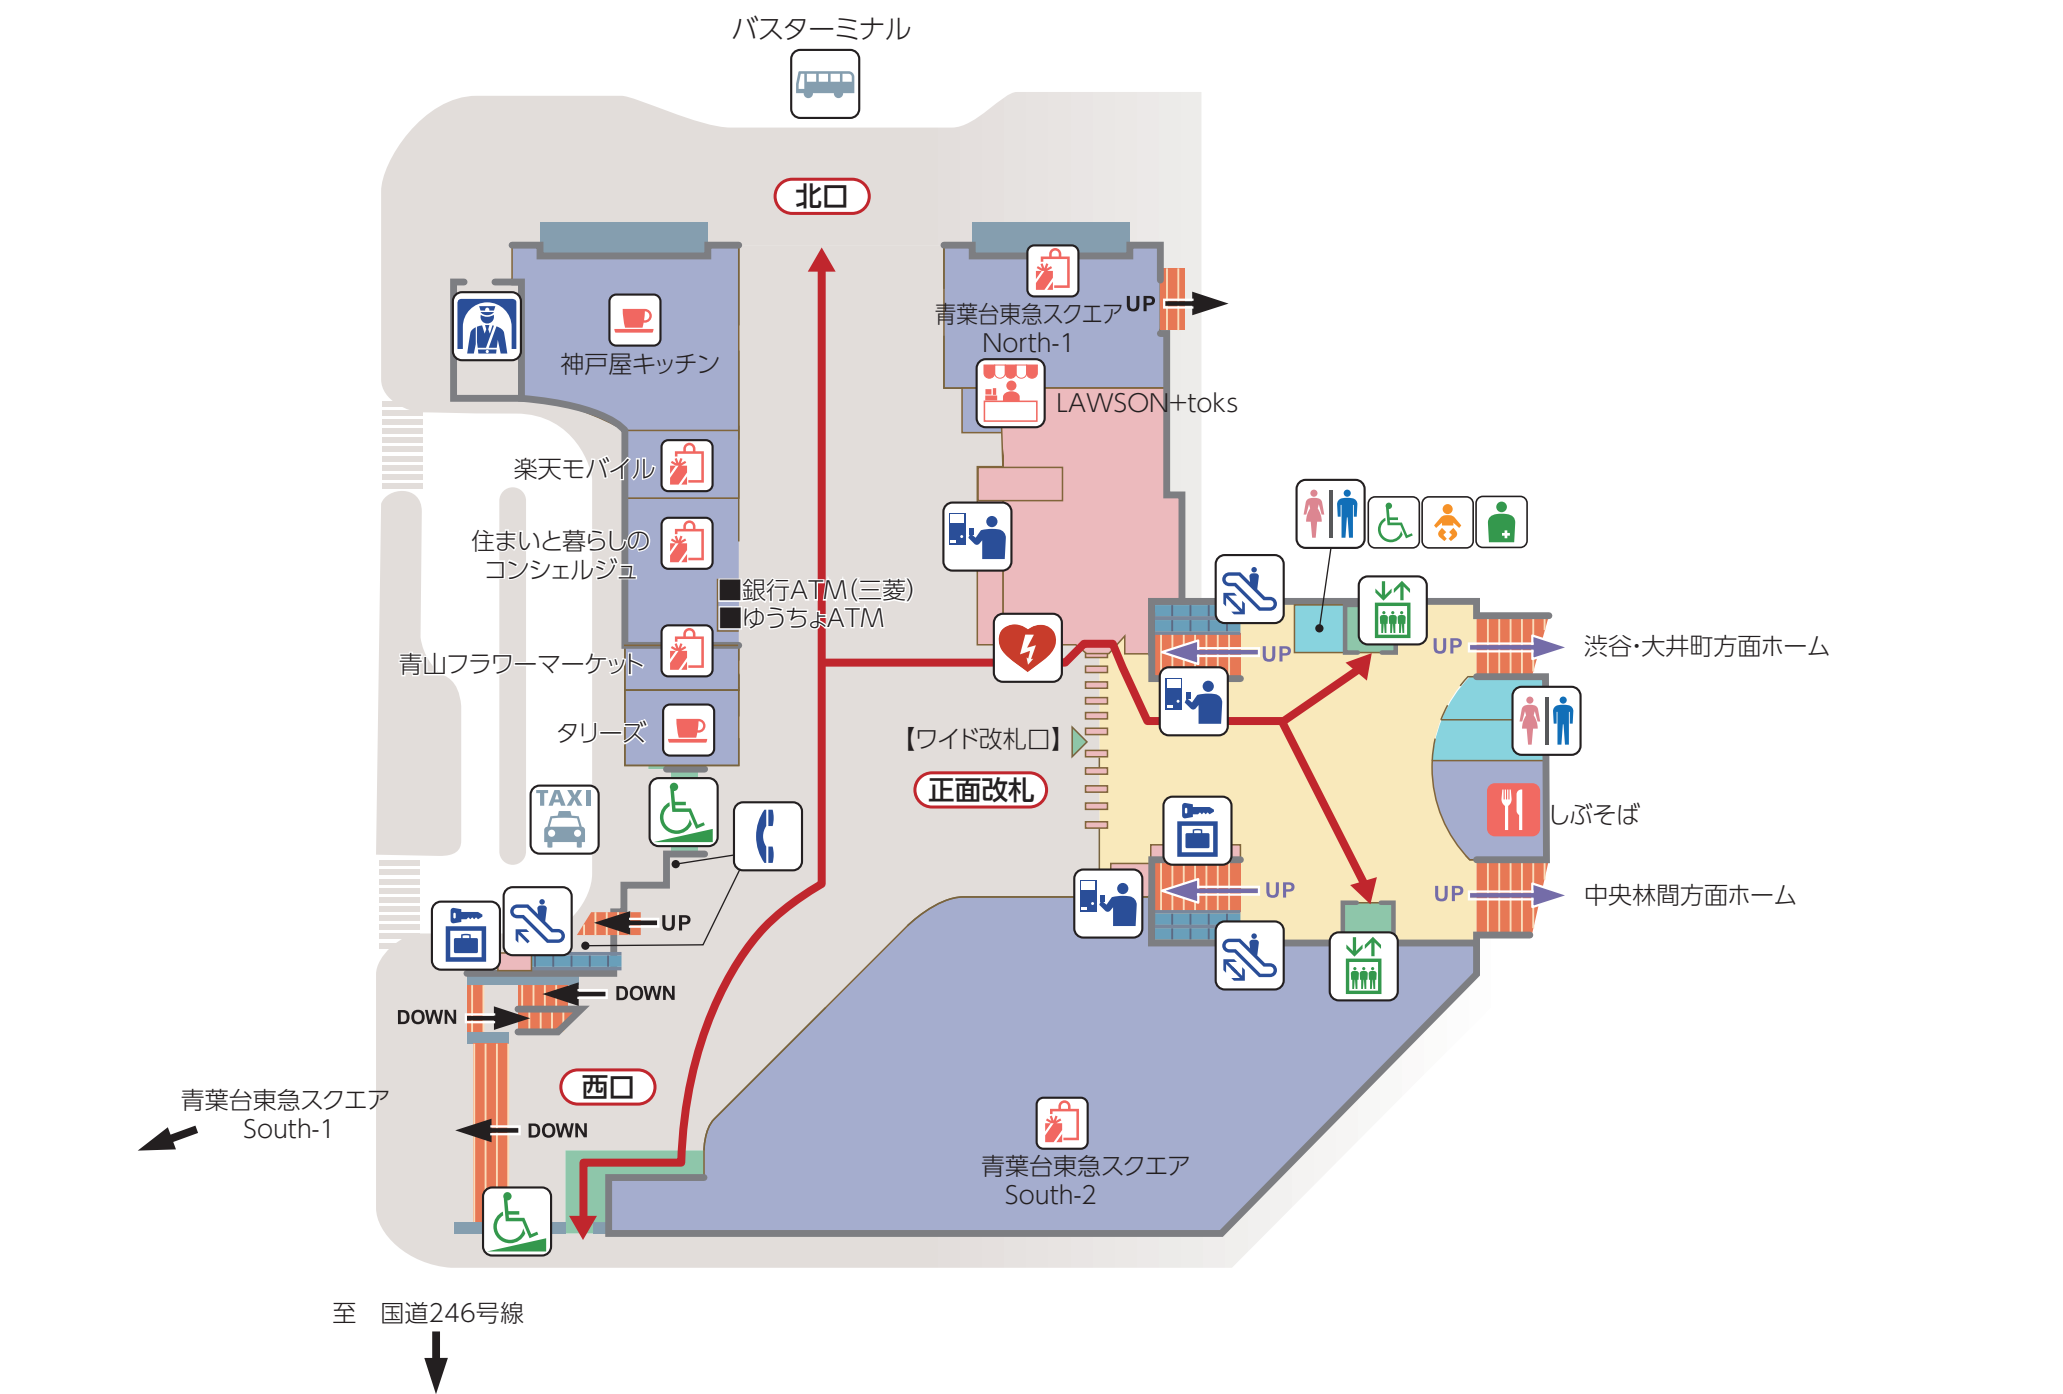 バスターミナル
北口
青葉台東急スクエア
North-1
UP
神戸屋キッチン
LAWSON+toks
楽天モバイル
住まいと暮らしの
コンシェルジュ
■銀行ATM(三菱)
■ゆうちょATM
青山フラワーマーケット
タリーズ
UP
UP
渋谷・大井町方面ホーム
【ワイド改札口】
正面改札
TAXI
しぶそば
UP
UP
中央林間方面ホーム
UP
DOWN
DOWN
西口
青葉台東急スクエア
South-1
DOWN
青葉台東急スクエア
South-2
至　国道246号線